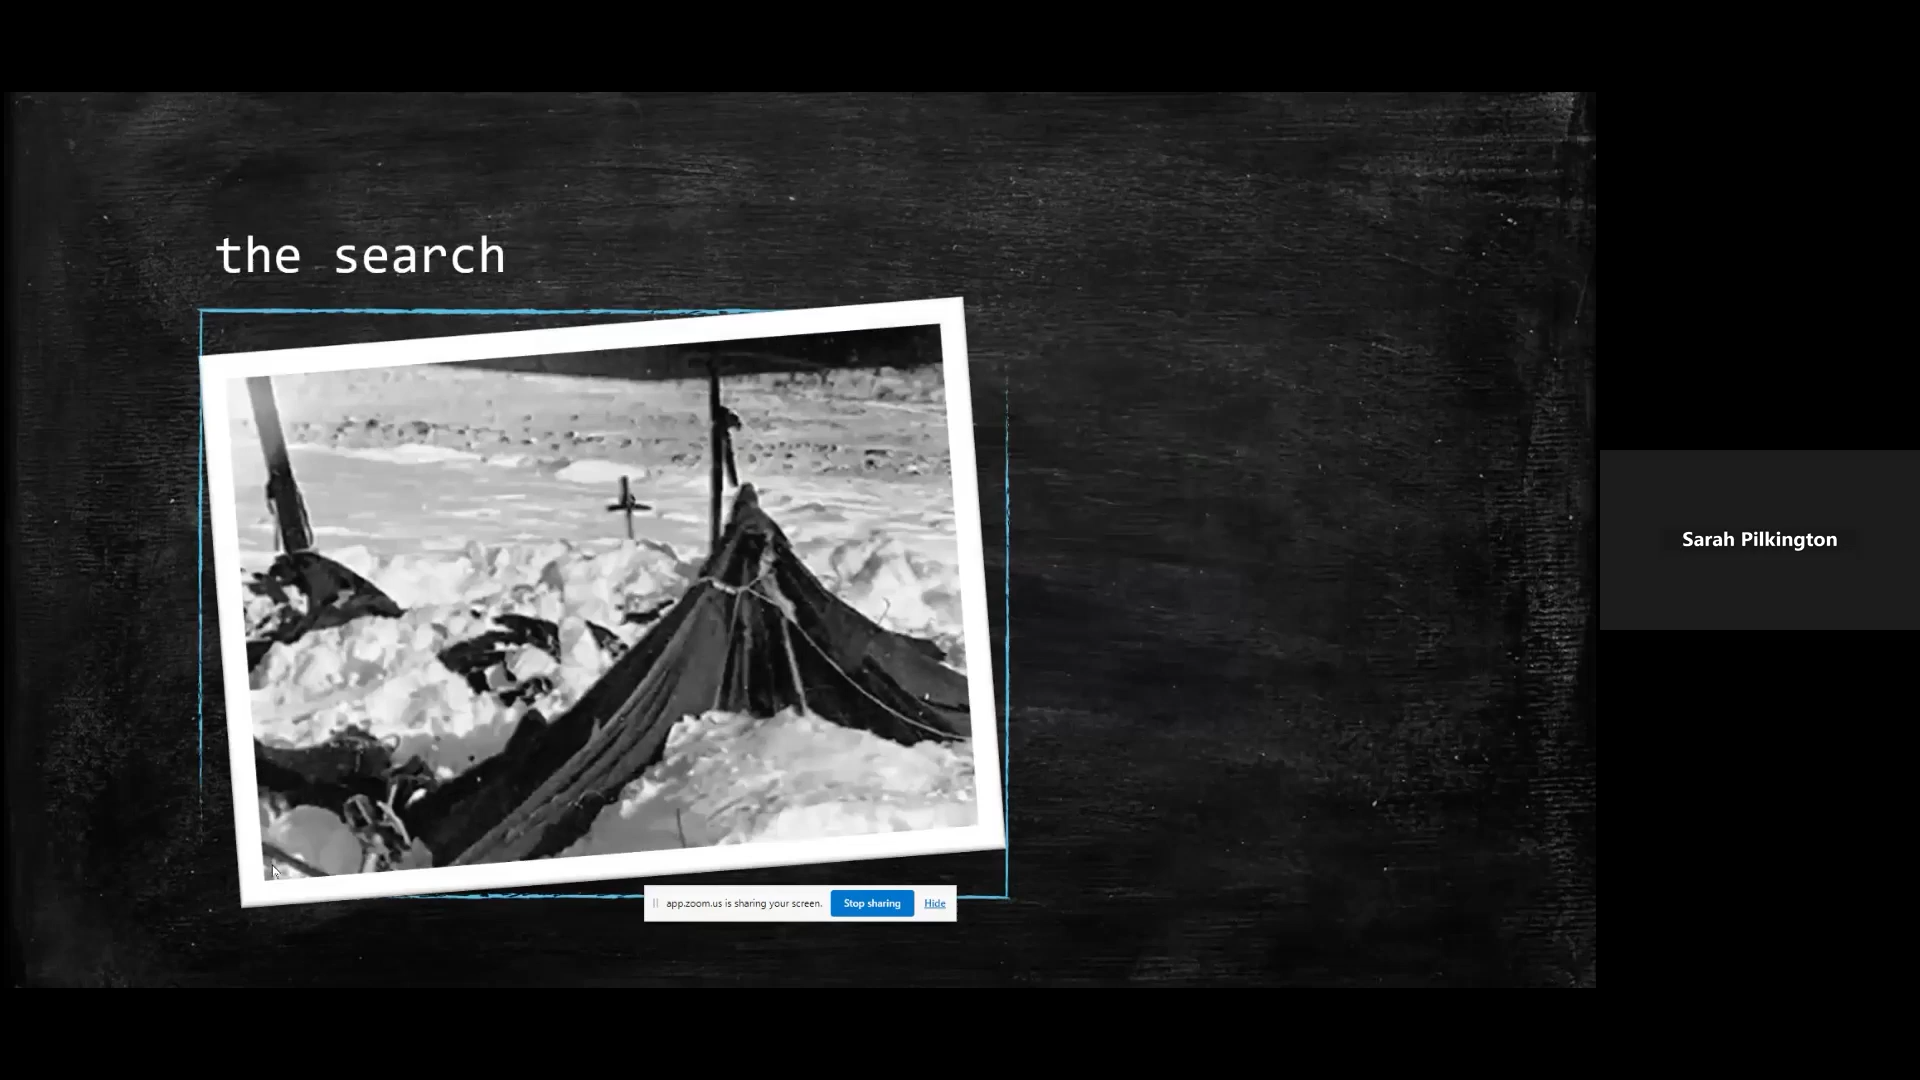 the search
Sarah Pilkington
app.zoom.us is sharing your screen. Stop sharing Hide